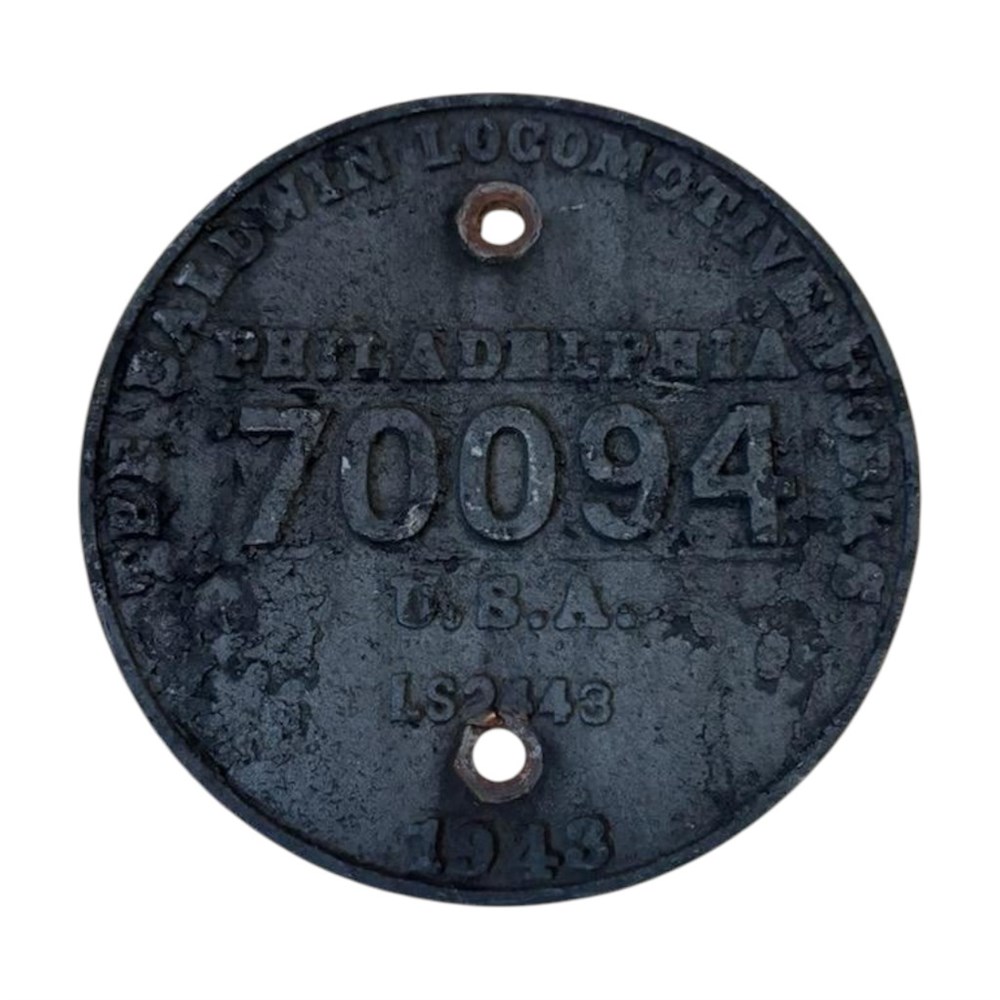 THE BALDWIN LOCOMOTIVE WORKS
PHILADELPHIA
70094
U.S.A.
1943